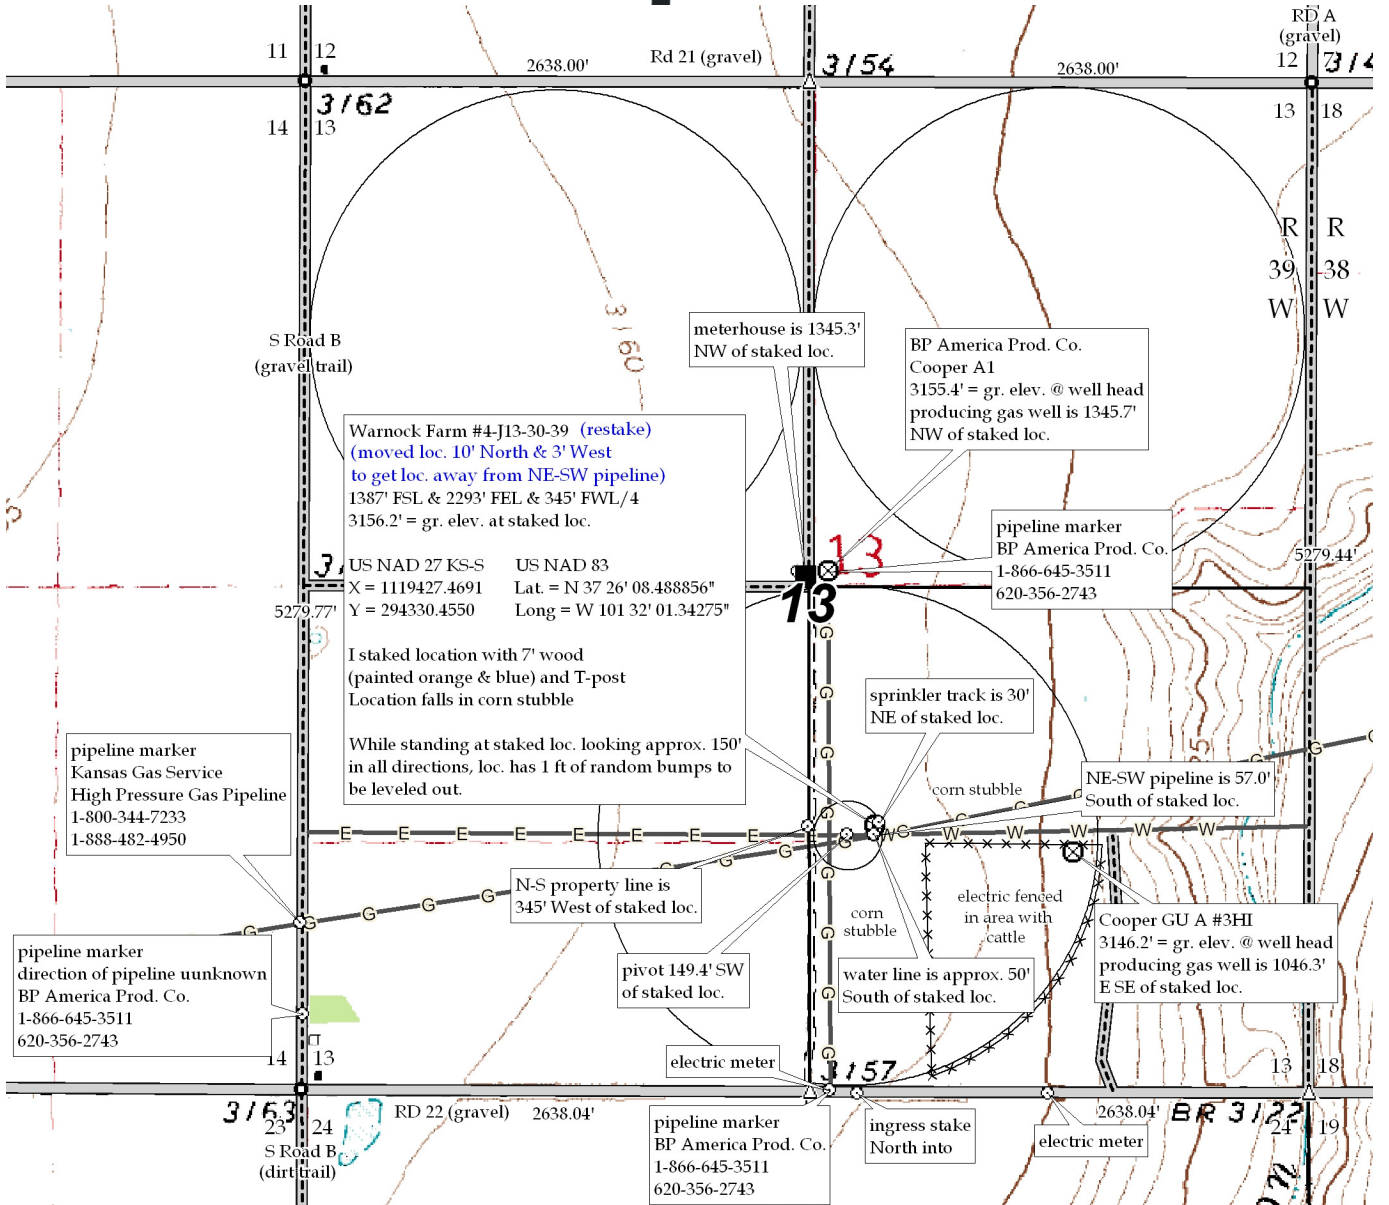 RD A
(gravel)
11 12
Rd 21 (gravel)
2638.00'
3154
2638.00'
12 7
3162
14 13
13 18
R R
39 38
W W
3160
S Road B
(gravel trail)
meterhouse is 1345.3'
NW of staked loc.
BP America Prod. Co.
Cooper A1
3155.4' = gr. elev. @ well head
producing gas well is 1345.7'
NW of staked loc.
Warnock Farm #4-J13-30-39 (restake)
(moved loc. 10' North & 3' West
to get loc. away from NE-SW pipeline)
1387' FSL & 2293' FEL & 345' FWL/4
3156.2' = gr. elev. at staked loc.
US NAD 27 KS-S US NAD 83
X = 1119427.4691 Lat. = N 37 26' 08.488856"
Y = 294330.4550 Long = W 101 32' 01.34275"
I staked location with 7' wood
(painted orange & blue) and T-post
Location falls in corn stubble
While standing at staked loc. looking approx. 150'
in all directions, loc. has 1 ft of random bumps to
be leveled out.
pipeline marker
BP America Prod. Co.
1-866-645-3511
620-356-2743
13
13
5279.44'
5279.77'
G
G
G
sprinkler track is 30'
NE of staked loc.
pipeline marker
Kansas Gas Service
High Pressure Gas Pipeline
1-800-344-7233
1-888-482-4950
NE-SW pipeline is 57.0'
South of staked loc.
corn stubble
E E E E E E E E W G W W W W W
G G G G G G G
N-S property line is
345' West of staked loc.
corn
stubble
electric fenced
in area with
cattle
Cooper GU A #3HI
3146.2' = gr. elev. @ well head
producing gas well is 1046.3'
E SE of staked loc.
pipeline marker
direction of pipeline uunknown
BP America Prod. Co.
1-866-645-3511
620-356-2743
pivot 149.4' SW
of staked loc.
water line is approx. 50'
South of staked loc.
14 13
electric meter
3157
13 18
3163
23 24
RD 22 (gravel)
2638.04'
2638.04'
BR 3122
24 19
S Road B
(dirt trail)
pipeline marker
BP America Prod. Co.
1-866-645-3511
620-356-2743
ingress stake
North into
electric meter